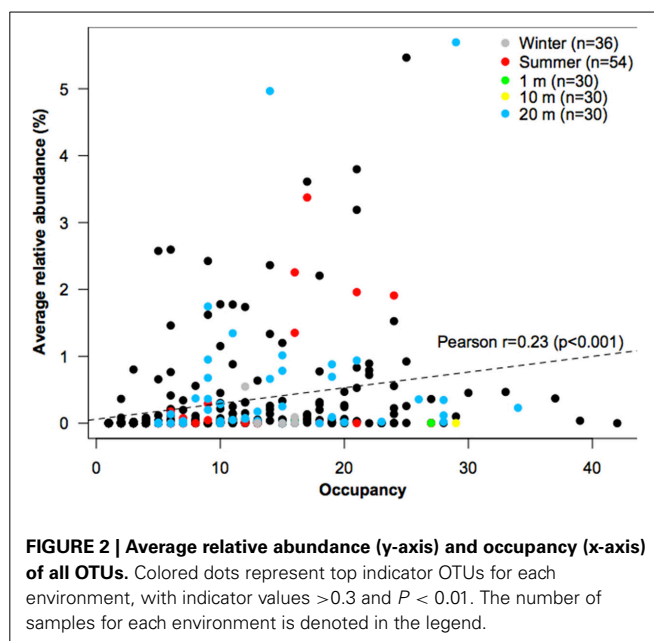 Winter (n=36)
Summer (n=54)
1 m (n=30)
10 m (n=30)
20 m (n=30)
5
4
3
2
1
0
Average relative abundance (%)
Pearson r=0.23 (p<0.001)
0 10 20 30 40
Occupancy
FIGURE 2 | Average relative abundance (y-axis) and occupancy (x-axis)
of all OTUs. Colored dots represent top indicator OTUs for each
environment, with indicator values >0.3 and P < 0.01. The number of
samples for each environment is denoted in the legend.